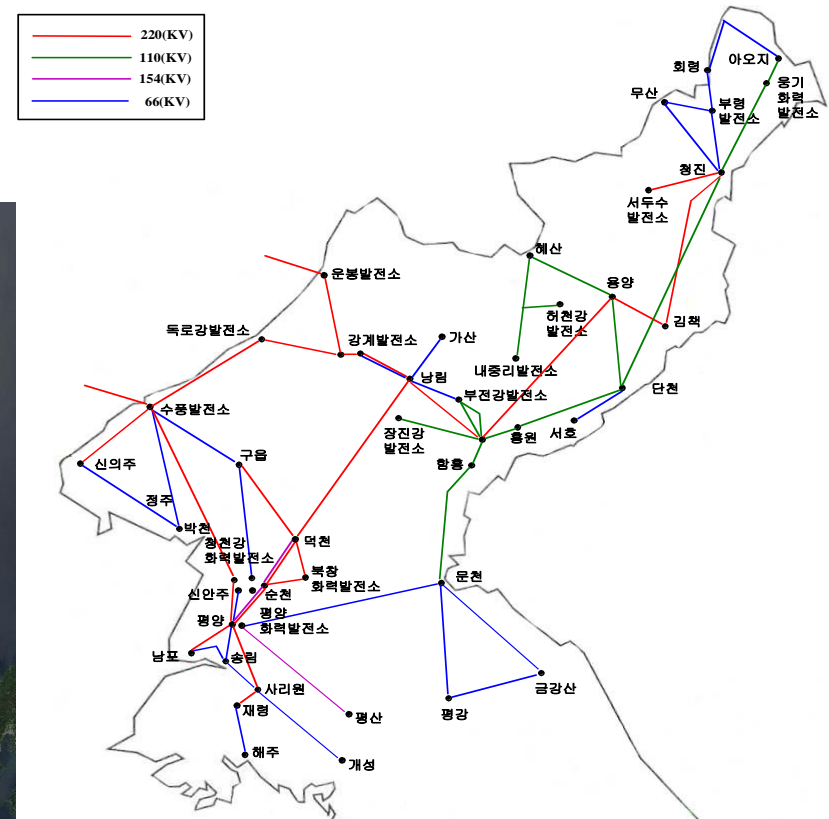 220(KV)
110(KV)
154(KV)
66(KV)
회령
아오지
무산
부령
발전소
웅기
화력
발전소
청진
서두수
발전소
혜산
운봉발전소
용양
허천강
발전소
김책
독로강발전소
강계발전소
가산
내중리발전소
낭림
부전강발전소
단천
수풍발전소
장진강
발전소
흥원
서호
구읍
함흥
신의주
정주
박천
청천강
화력발전소
덕천
북창
화력발전소
문천
신안주
순천
평양
평양
화력발전소
남포
송림
사리원
금강산
재령
평산
평강
해주
개성